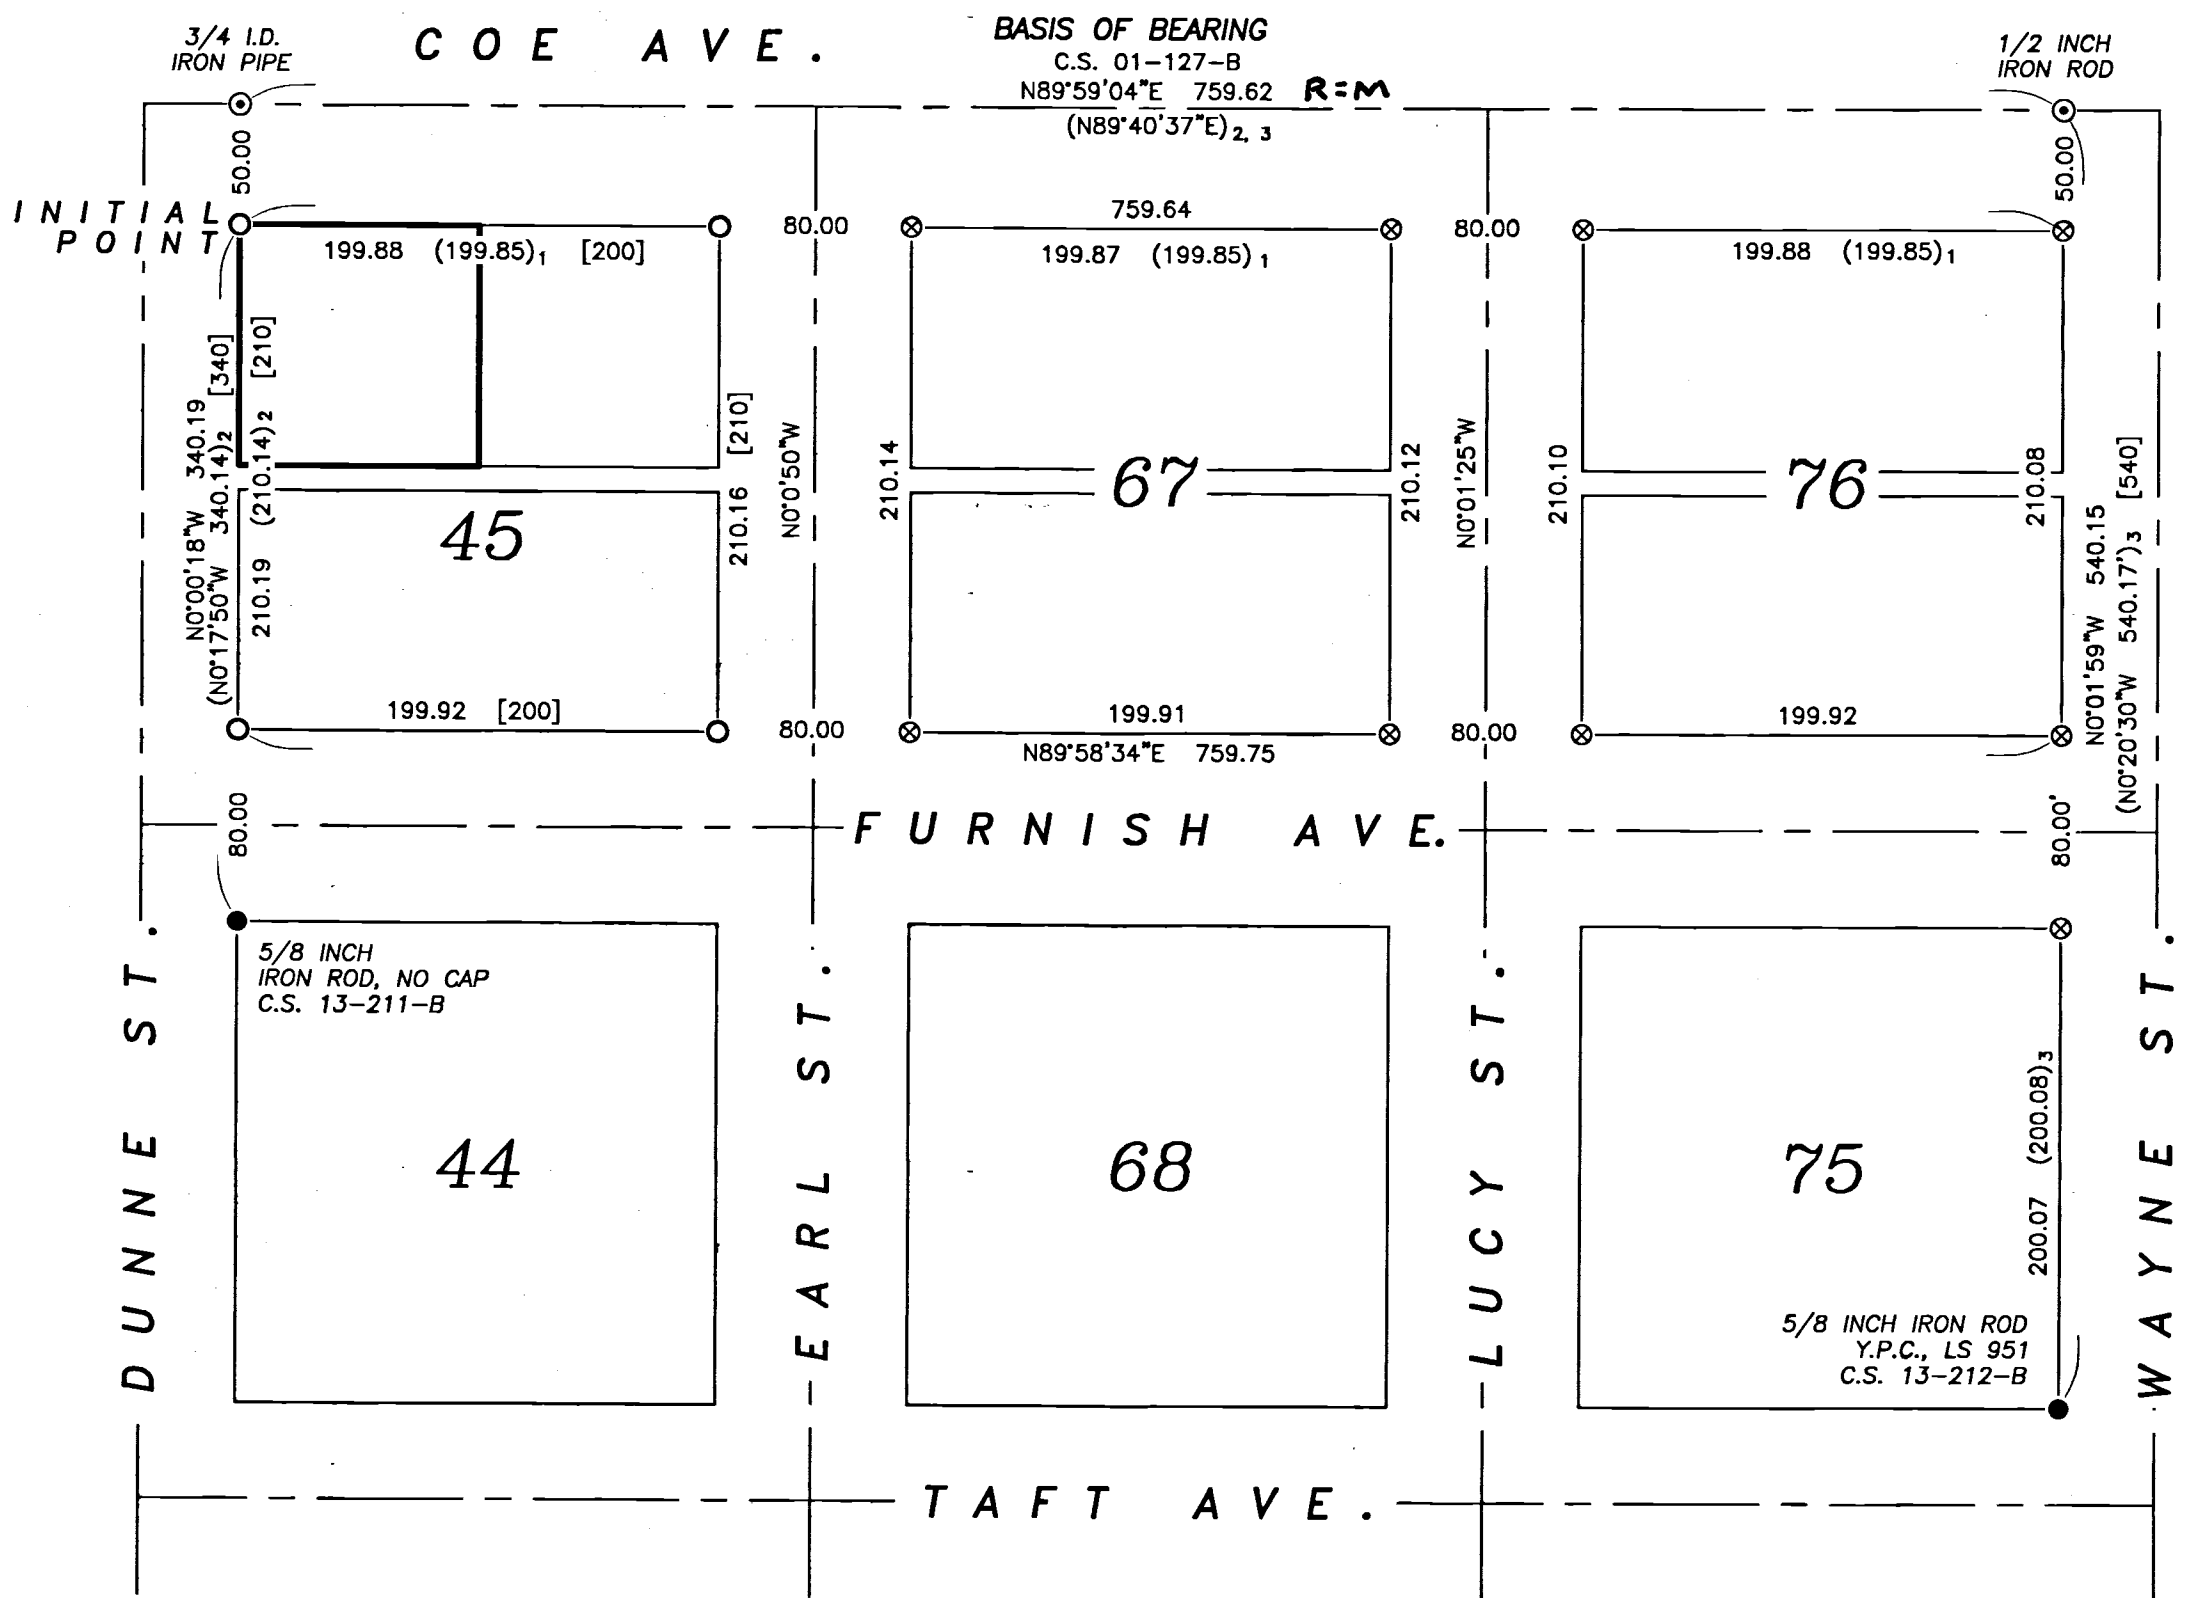 3/4 I.D.
IRON PIPE
COE AVE.
BASIS OF BEARING
C.S. 01-127-B
N89°59'04"E 759.62 R=M
(N89°40'37"E)2, 3
1/2 INCH
IRON ROD
50.00
50.00
INITIAL
POINT
199.88 (199.85)1 [200]
80.00
759.64
199.87 (199.85)1
80.00
199.88 (199.85)1
N0°00'18"W 340.19
(N0°17'50"W 340.14)2 [340]
210.19 (210.14)2 [210]
45
210.16 [210]
N0°0'50"W
210.14
67
210.12
N0°01'25"W
210.10
76
210.08
N0°01'59"W 540.15
(N0°20'30"W 540.17')3 [540]
199.92 [200]
80.00
199.91
N89°58'34"E 759.75
80.00
199.92
80.00
FURNISH AVE.
80.00'
5/8 INCH
IRON ROD, NO CAP
C.S. 13-211-B
DUNNE ST.
44
EARL ST.
68
LUCY ST.
75
200.07 (200.08)3
5/8 INCH IRON ROD
Y.P.C., LS 951
C.S. 13-212-B
WAYNE ST.
TAFT AVE.